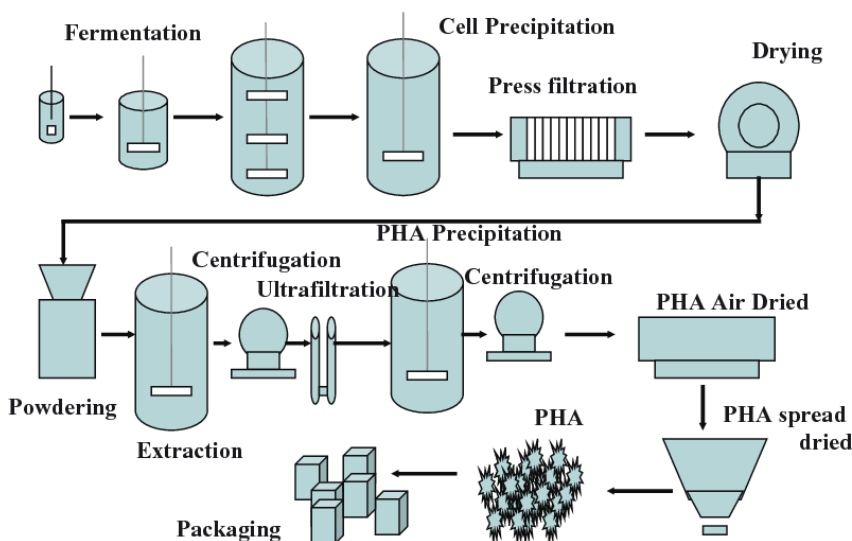 Fermentation
Cell Precipitation
Press filtration
Drying
Powdering
Extraction
Centrifugation
Ultrafiltration
PHA Precipitation
Centrifugation
PHA Air Dried
PHA spread
dried
PHA
Packaging